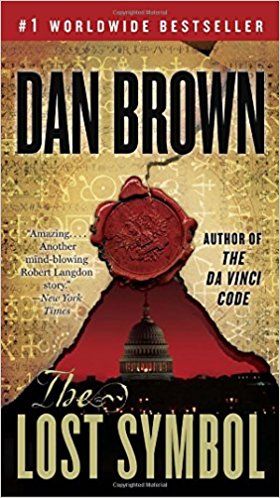 #1 WORLDWIDE BESTSELLER
DAN BROWN
"Amazing. . . .
Another
mind-blowing
Robert Langdon
story."
—New York
Times
AUTHOR OF
THE
DA VINCI
CODE
The
LOST SYMBOL